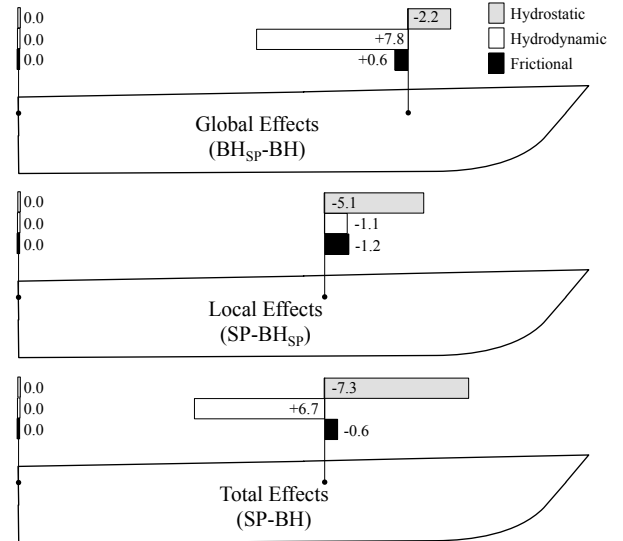 0.0
-2.2
Hydrostatic
0.0
+7.8
Hydrodynamic
0.0
+0.6
Frictional
Global Effects
(BH_SP-BH)
0.0
-5.1
0.0
-1.1
0.0
-1.2
Local Effects
(SP-BH_SP)
0.0
-7.3
0.0
+6.7
0.0
-0.6
Total Effects
(SP-BH)